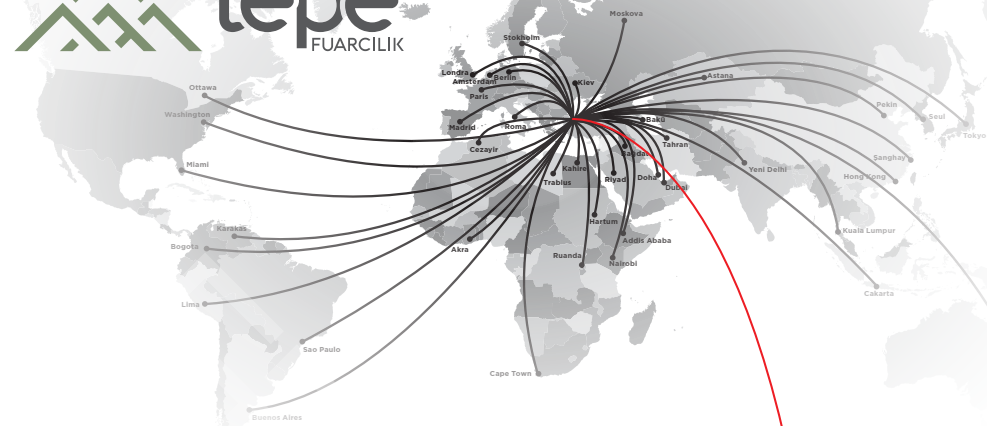 tepe
FUARCILIK
Moskova
Stokholm
Londra
Amsterdam
Berlin
Kiev
Astana
Paris
Ottawa
Washington
Madrid
Roma
Bakü
Pekin
Seul
Tokyo
Cezayir
Bağdat
Tahran
Miami
Trablus
Kahire
Riyad
Doha
Dubai
Yeni Delhi
Şanghay
Hong Kong
Hartum
Karakas
Bogota
Akra
Addis Ababa
Kuala Lumpur
Ruanda
Nairobi
Lima
Cakarta
Sao Paulo
Cape Town
Buenos Aires